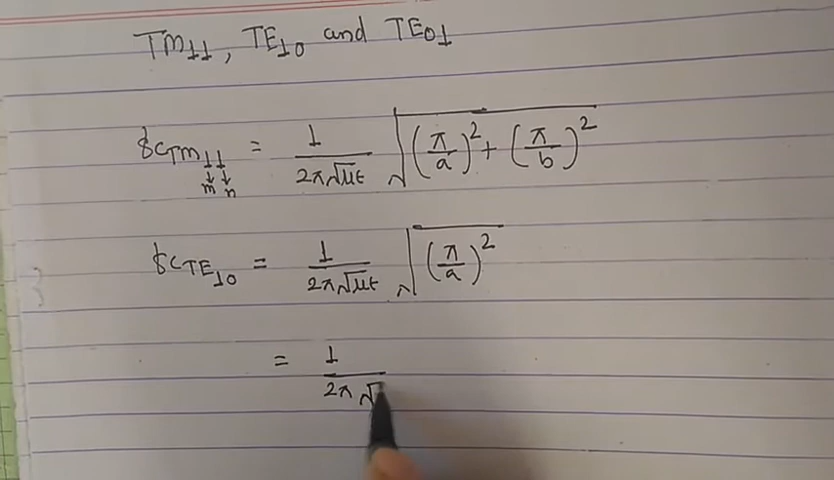 TM11, TE10 and TE01
fcTM11 = 1/2π√με √(π/a)² + (π/b)²
m n
fcTE10 = 1/2π√με √(π/a)²
= 1/2π√